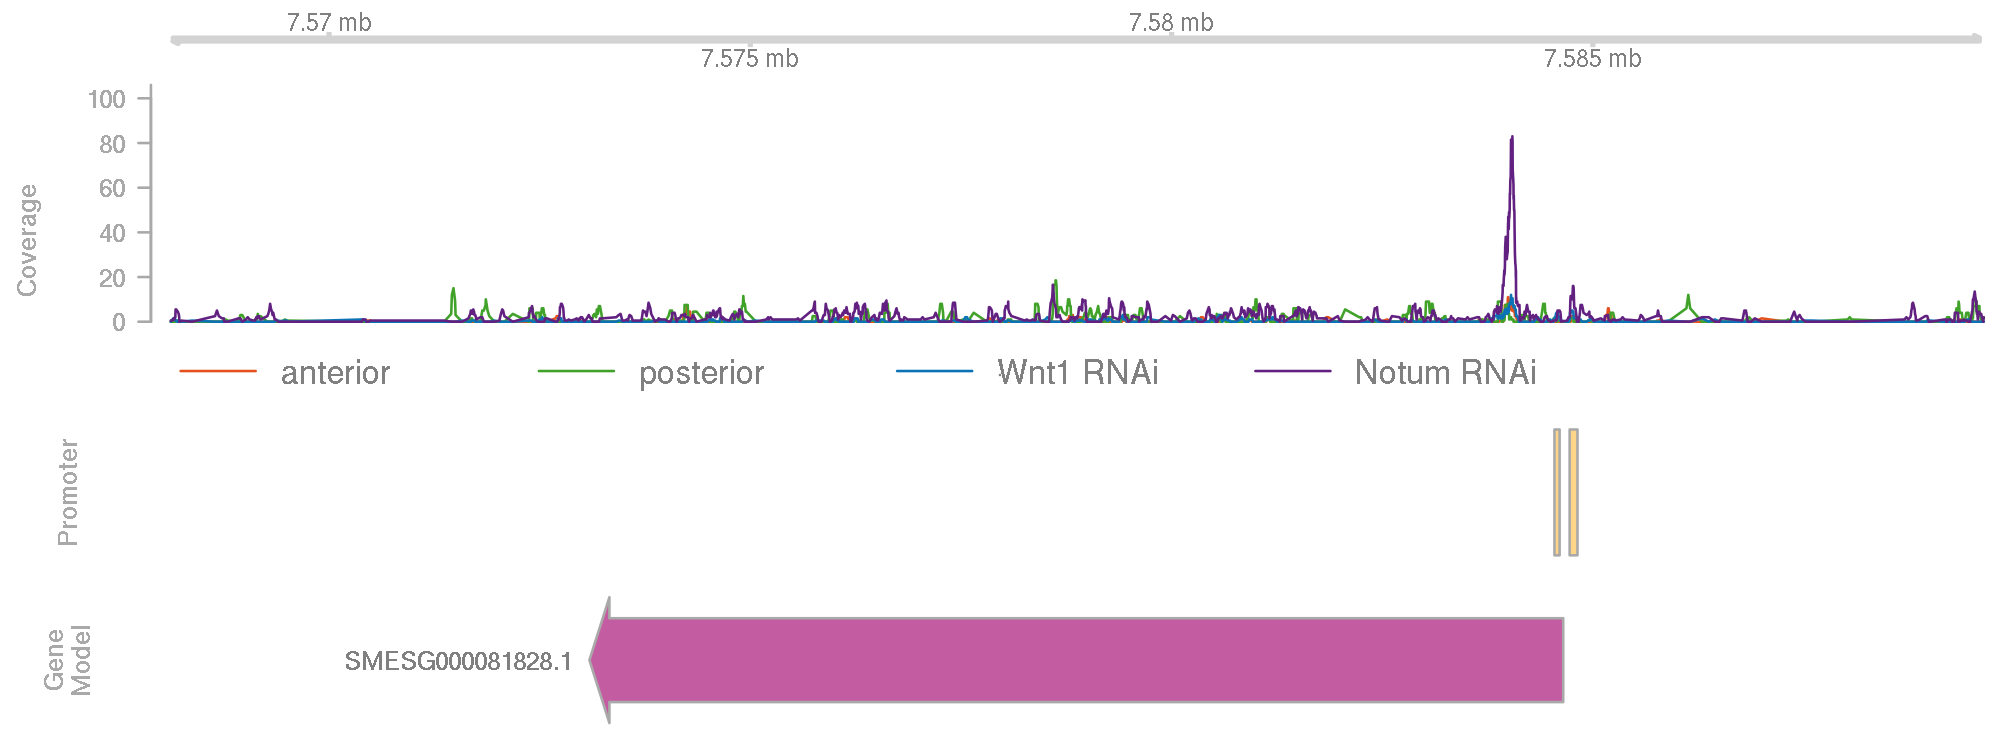 7.57 mb
7.58 mb
7.575 mb
7.585 mb
Coverage
100
80
60
40
20
0
anterior
posterior
Wnt1 RNAi
Notum RNAi
Promoter
Gene
Model
SMESG000081828.1